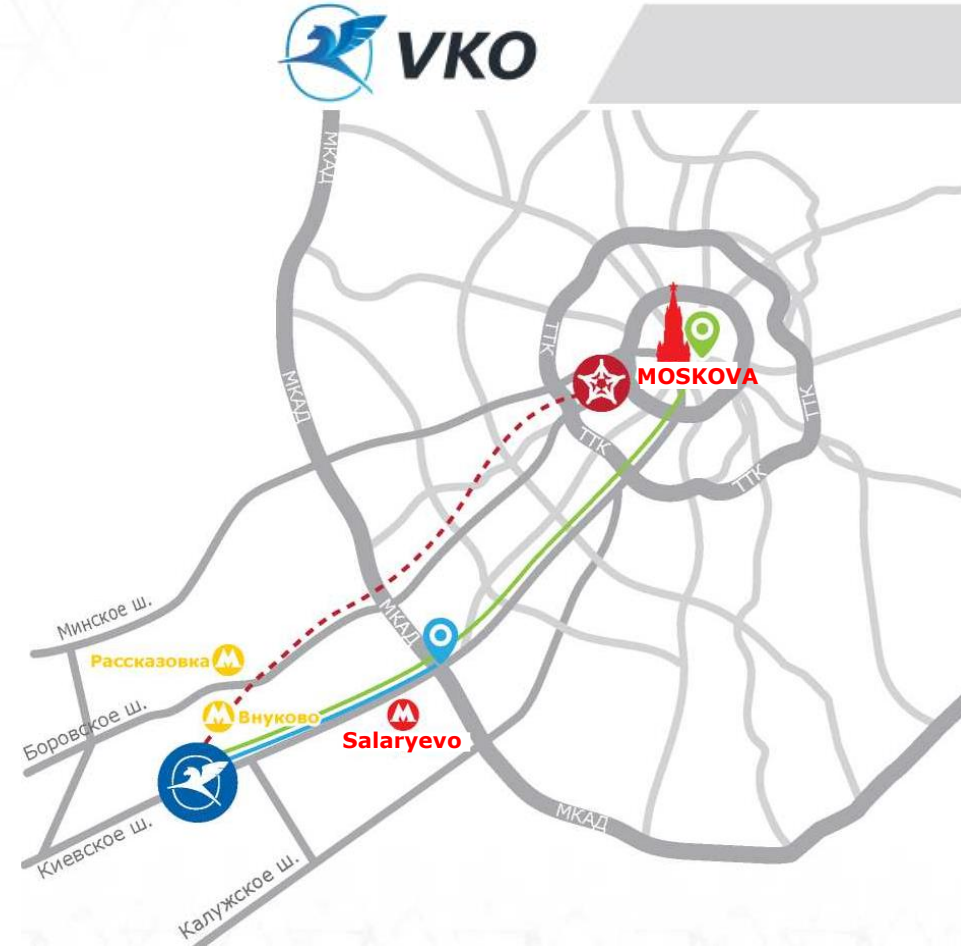 VKO
МКАД
ТТК
ТТК
MOSKOVA
МКАД
ТТК
ТТК
МКАД
Минское ш.
Рассказовка
Внуково
Боровское ш.
Salaryevo
Киевское ш.
МКАД
Калужское ш.